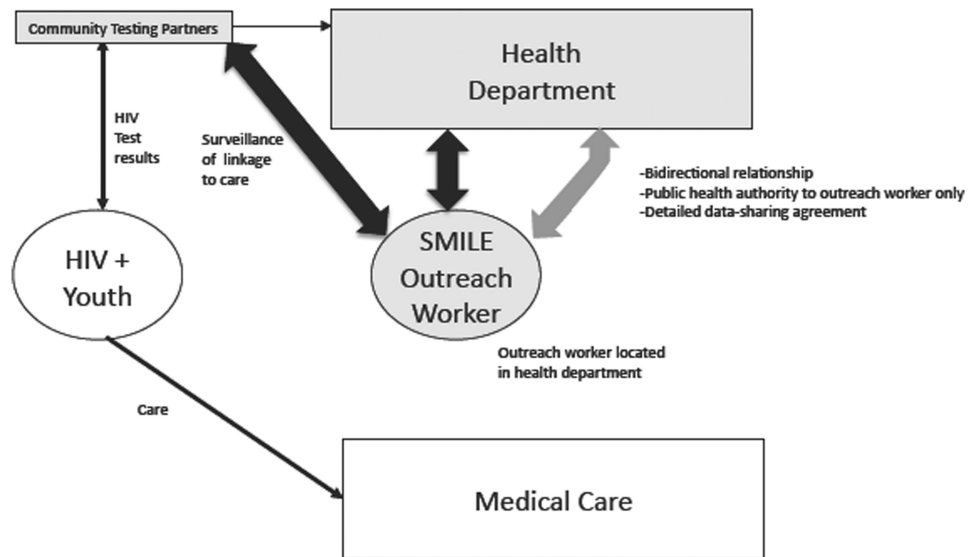 Community Testing Partners
Health
Department
HIV
Test
results
Surveillance
of linkage
to care
-Bidirectional relationship
-Public health authority to outreach worker only
-Detailed data-sharing agreement
HIV +
Youth
SMILE
Outreach
Worker
Outreach worker located
in health department
Care
Medical Care